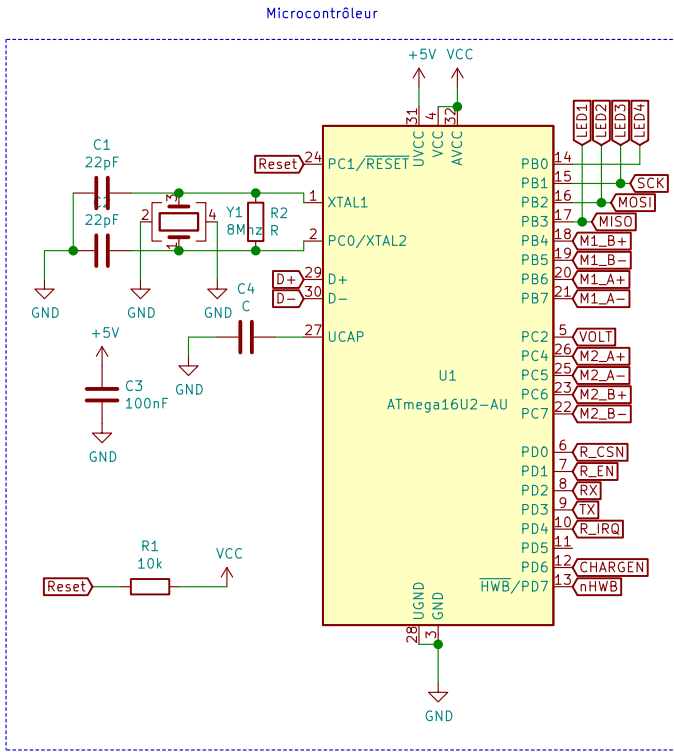 Microcontrôleur
+5V VCC
31 4 32
UVCC VCC AVCC
LED1 LED2 LED3 LED4
C1
22pF
22pF
Reset 24 PC1/RESET
1 XTAL1
2 PC0/XTAL2
3
2 4
1
Y1
8Mhz
R2
R
GND
GND
GND
D+ 29 D+
D- 30 D-
C4
C
27 UCAP
GND
+5V
C3
100nF
GND
U1
ATmega16U2-AU
PB0 14
PB1 15 SCK
PB2 16 MOSI
PB3 17 MISO
PB4 18 M1_B+
PB5 19 M1_B-
PB6 20 M1_A+
PB7 21 M1_A-
PC2 5 VOLT
PC4 26 M2_A+
PC5 25 M2_A-
PC6 23 M2_B+
PC7 22 M2_B-
PD0 6 R_CSN
PD1 7 R_EN
PD2 8 RX
PD3 9 TX
PD4 10 R_IRQ
PD5 11
PD6 12 CHARGEN
HWB/PD7 13 nHWB
R1
10k
VCC
Reset
UGND GND
28 3
GND